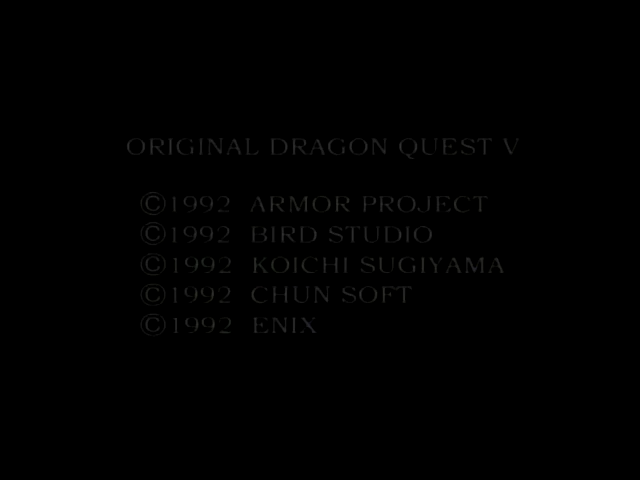 ORIGINAL DRAGON QUEST V
©1992 ARMOR PROJECT
©1992 BIRD STUDIO
©1992 KOICHI SUGIYAMA
©1992 CHUN SOFT
©1992 ENIX